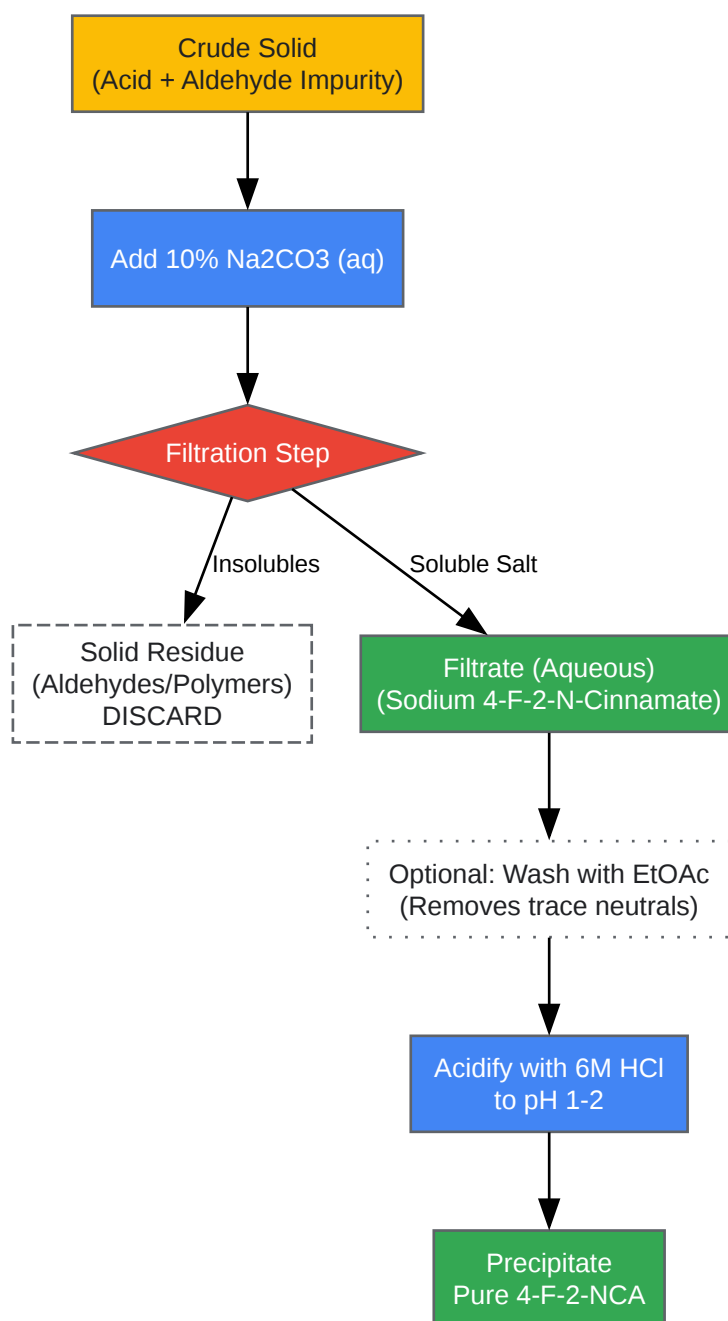 Crude Solid
(Acid + Aldehyde Impurity)
Add 10% Na2CO3 (aq)
Filtration Step
Insolubles
Soluble Salt
Solid Residue
(Aldehydes/Polymers)
DISCARD
Filtrate (Aqueous)
(Sodium 4-F-2-N-Cinnamate)
Optional: Wash with EtOAc
(Removes trace neutrals)
Acidify with 6M HCl
to pH 1-2
Precipitate
Pure 4-F-2-NCA